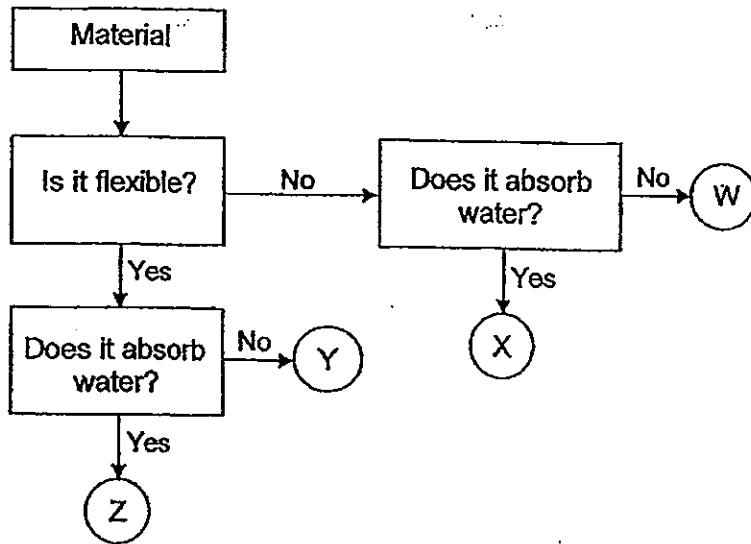 Material
Is it flexible?
No
Does it absorb
water?
No
W
Yes
Yes
X
Does it absorb
water?
No
Y
Yes
Z